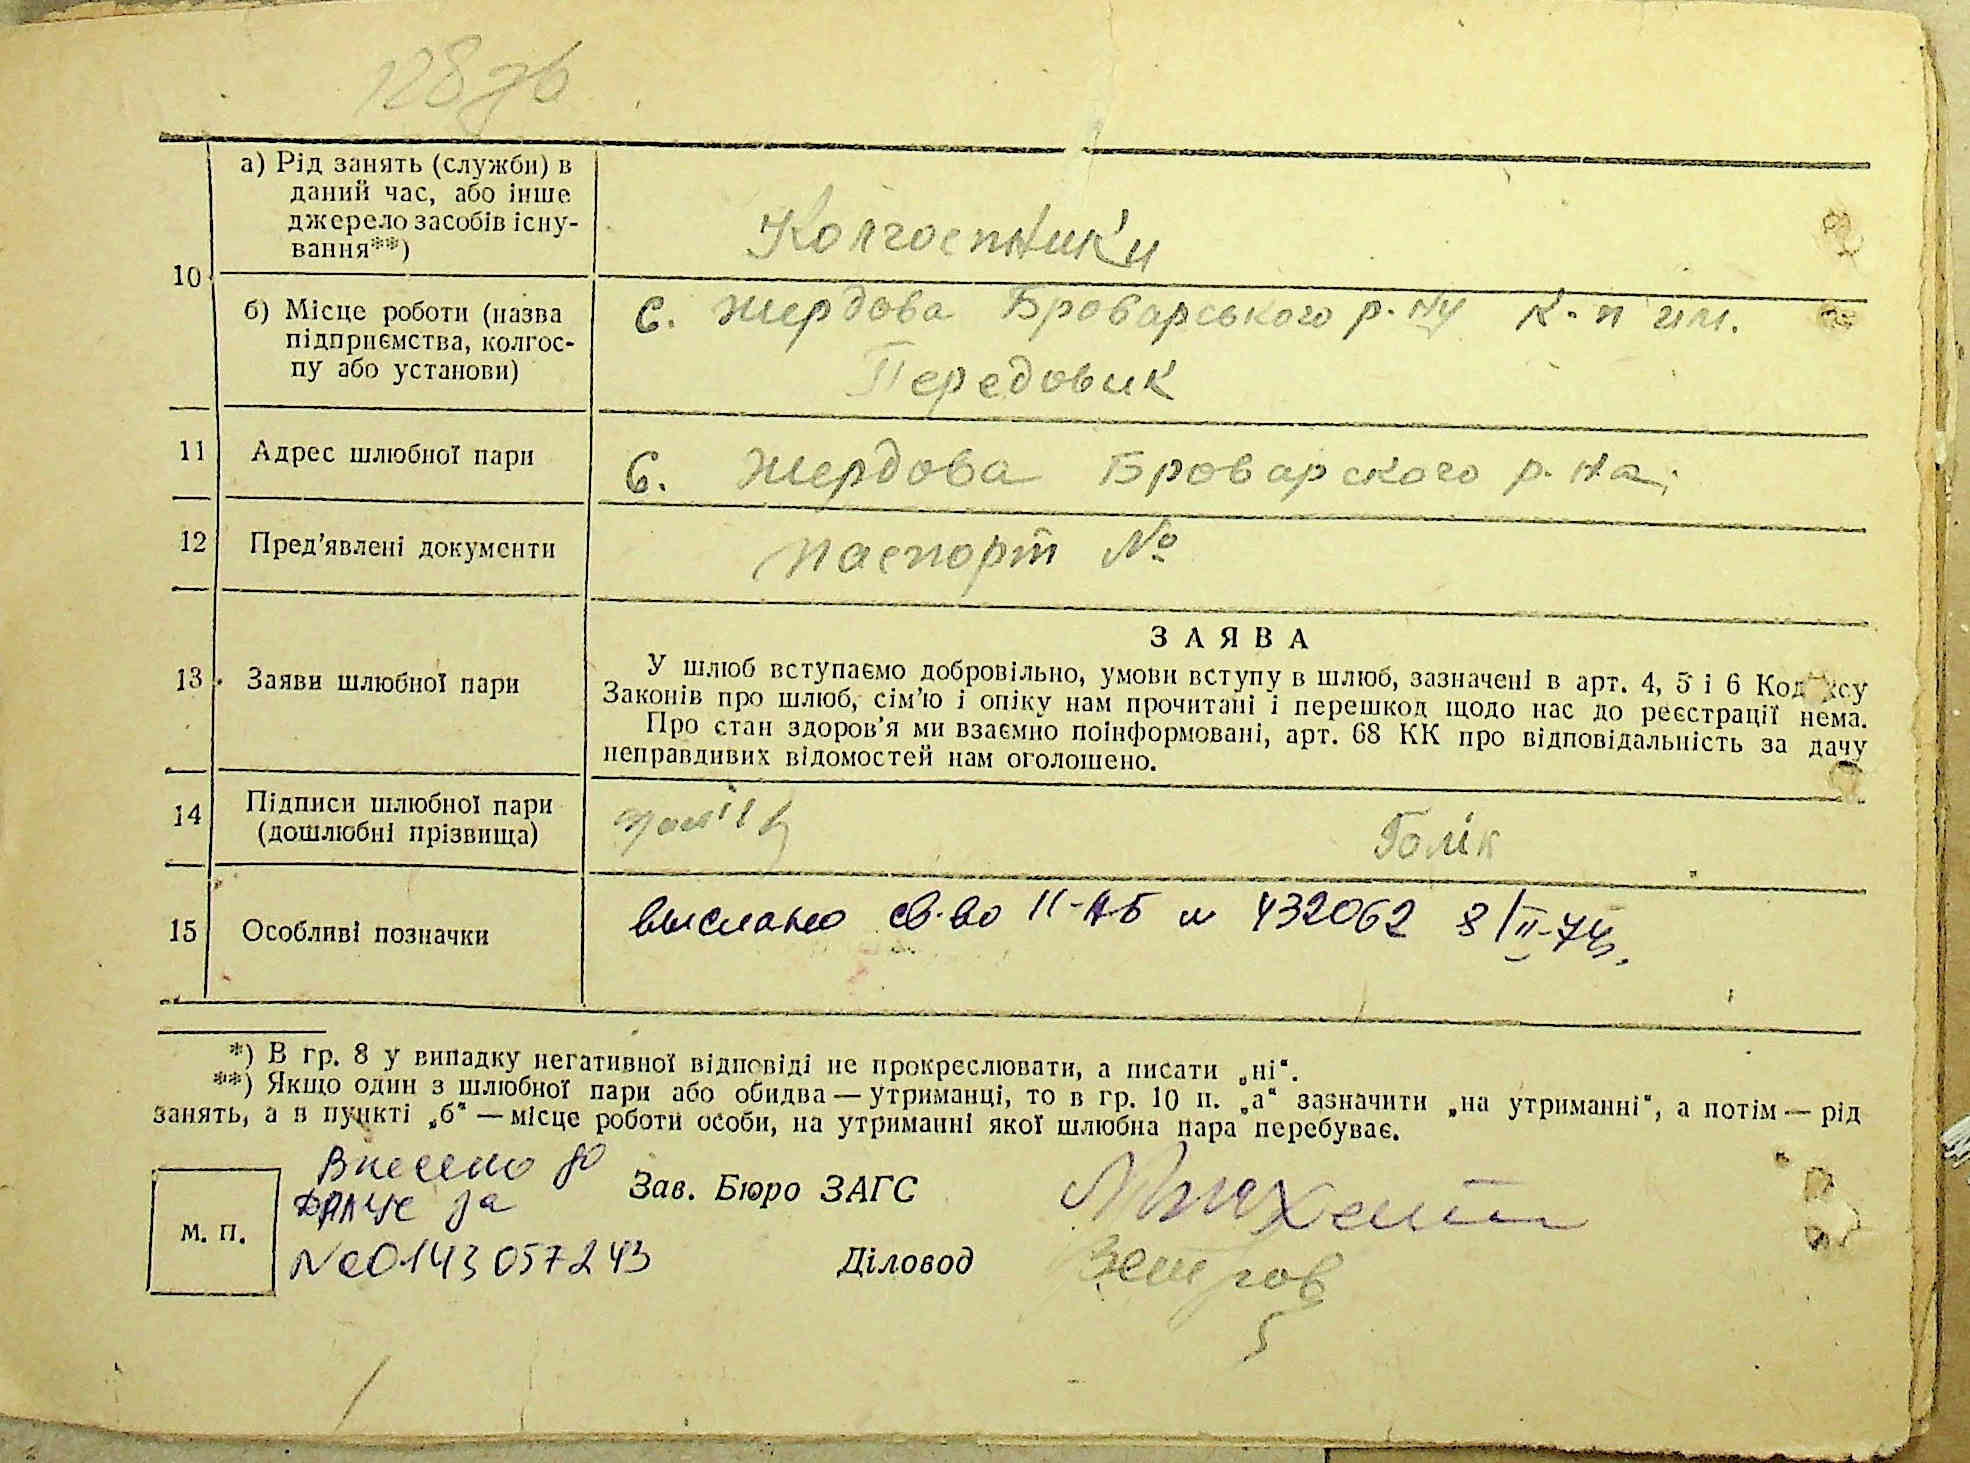 128 зв
а) Рід занять (служби) в
даний час, або інше
джерело засобів існу-
вання**)
Колгоспники
10
б) Місце роботи (назва
підприємства, колгос-
пу або установи)
с. Жердова Броварського р-ну к-п им.
Передовик
11 Адрес шлюбної пари
с. Жердова Броварского р-на.
12 Пред’явлені документи
паспорт №
13 Заяви шлюбної пари
ЗАЯВА
У шлюб вступаємо добровільно, умови вступу в шлюб, зазначені в арт. 4, 5 і 6 Кодексу
Законів про шлюб, сім’ю і опіку нам прочитані і перешкод щодо нас до реєстрації нема.
Про стан здоров’я ми взаємно поінформовані, арт. 68 КК про відповідальність за дачу
неправдивих відомостей нам оголошено.
14 Підписи шлюбної пари
(дошлюбні прізвища)
Голік
15 Особливі позначки
выслано св-во II-АБ № 432062 8/II-74г.
*) В гр. 8 у випадку негативної відповіді не прокреслювати, а писати „ні“.
**) Якщо один з шлюбної пари або обидва — утриманці, то в гр. 10 п. „а“ зазначити „на утриманні“, а потім — рід
занять, а в пункті „б“ — місце роботи особи, на утриманні якої шлюбна пара перебуває.
Внесено до
ДРАЦС за
№00143057243
м. п.
Зав. Бюро ЗАГС
Діловод